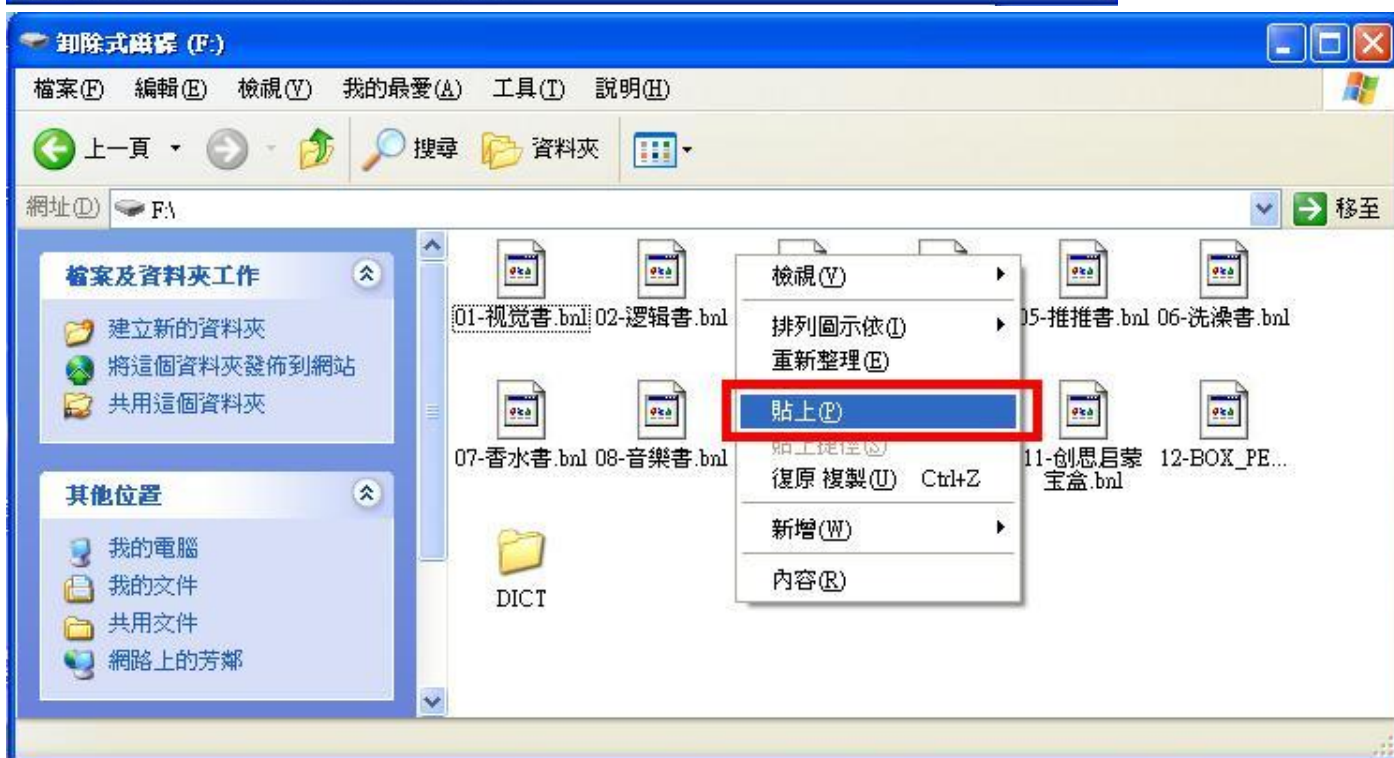 卸除式磁碟 (F:)
檔案(F) 編輯(E) 檢視(V) 我的最愛(A) 工具(T) 說明(H)
上一頁 搜尋 資料夾
網址(D) F:\ 移至
檔案及資料夾工作
建立新的資料夾
將這個資料夾發佈到網站
共用這個資料夾
其他位置
我的電腦
我的文件
共用文件
網路上的芳鄰
01-视觉書.bnl 02-逻辑書.bnl 05-推推書.bnl 06-洗澡書.bnl
07-香水書.bnl 08-音樂書.bnl 11-创思启蒙 12-BOX_PE...
宝盒.bnl
DICT
檢視(V)
排列圖示依(I)
重新整理(E)
貼上(P)
貼上捷徑(S)
復原 複製(U) Ctrl+Z
新增(W)
內容(R)